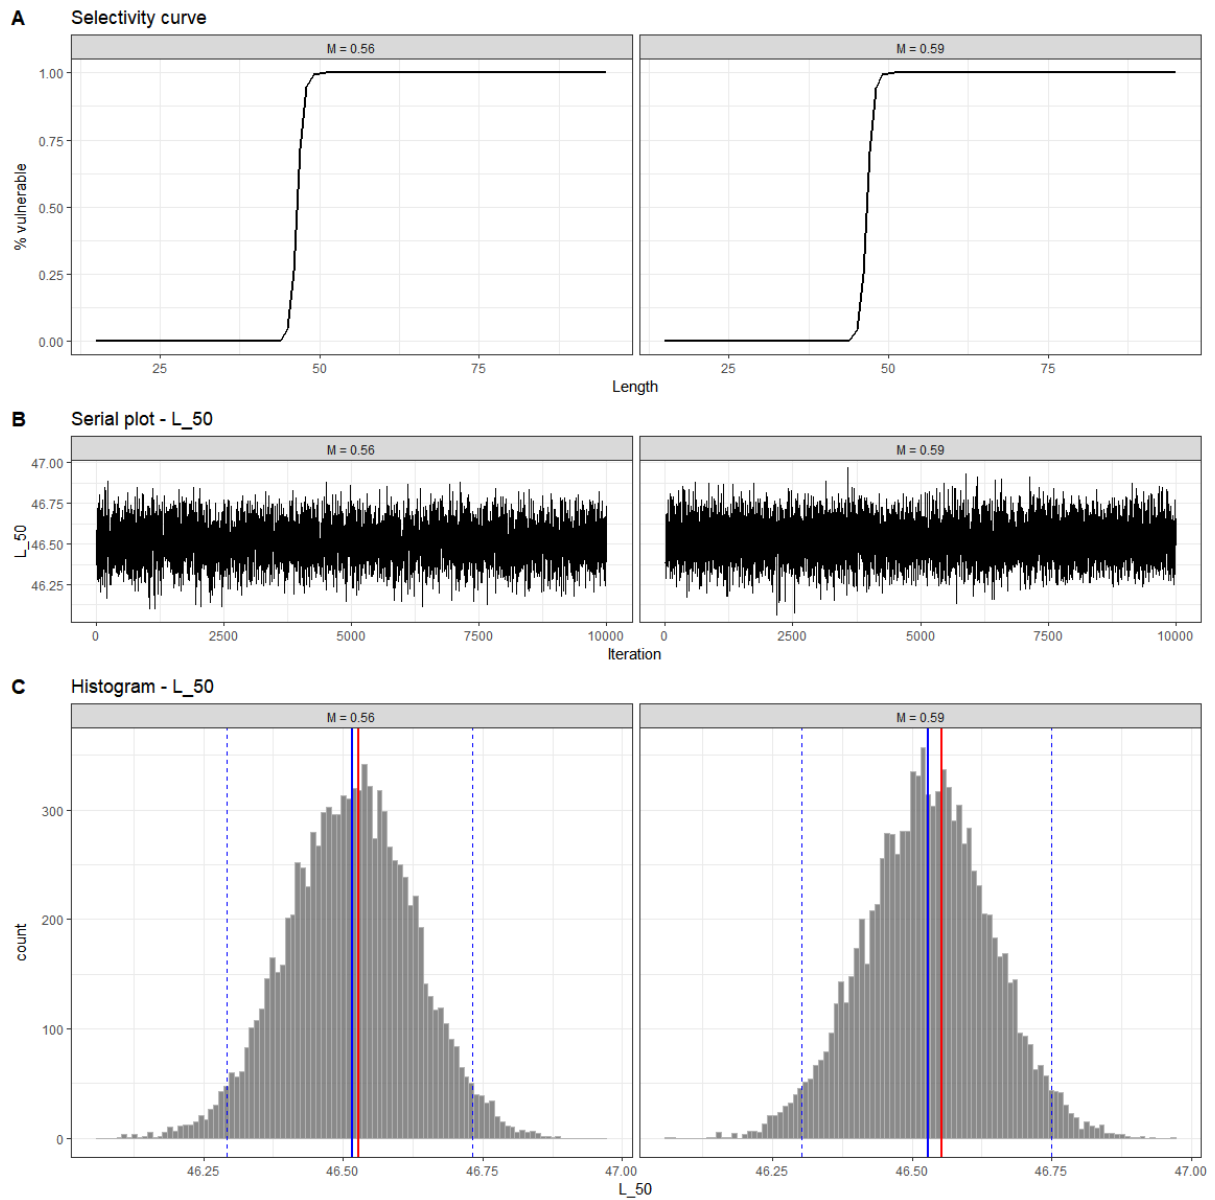 A Selectivity curve
M = 0.56 M = 0.59
1.00
0.75
0.50
0.25
0.00
% vulnerable
25 50 75 25 50 75
Length
B Serial plot - L_50
M = 0.56 M = 0.59
47.00
46.75
46.50
46.25
L_50
0 2500 5000 7500 10000 0 2500 5000 7500 10000
Iteration
C Histogram - L_50
M = 0.56 M = 0.59
300
200
100
0
count
46.25 46.50 46.75 47.00 46.25 46.50 46.75 47.00
L_50